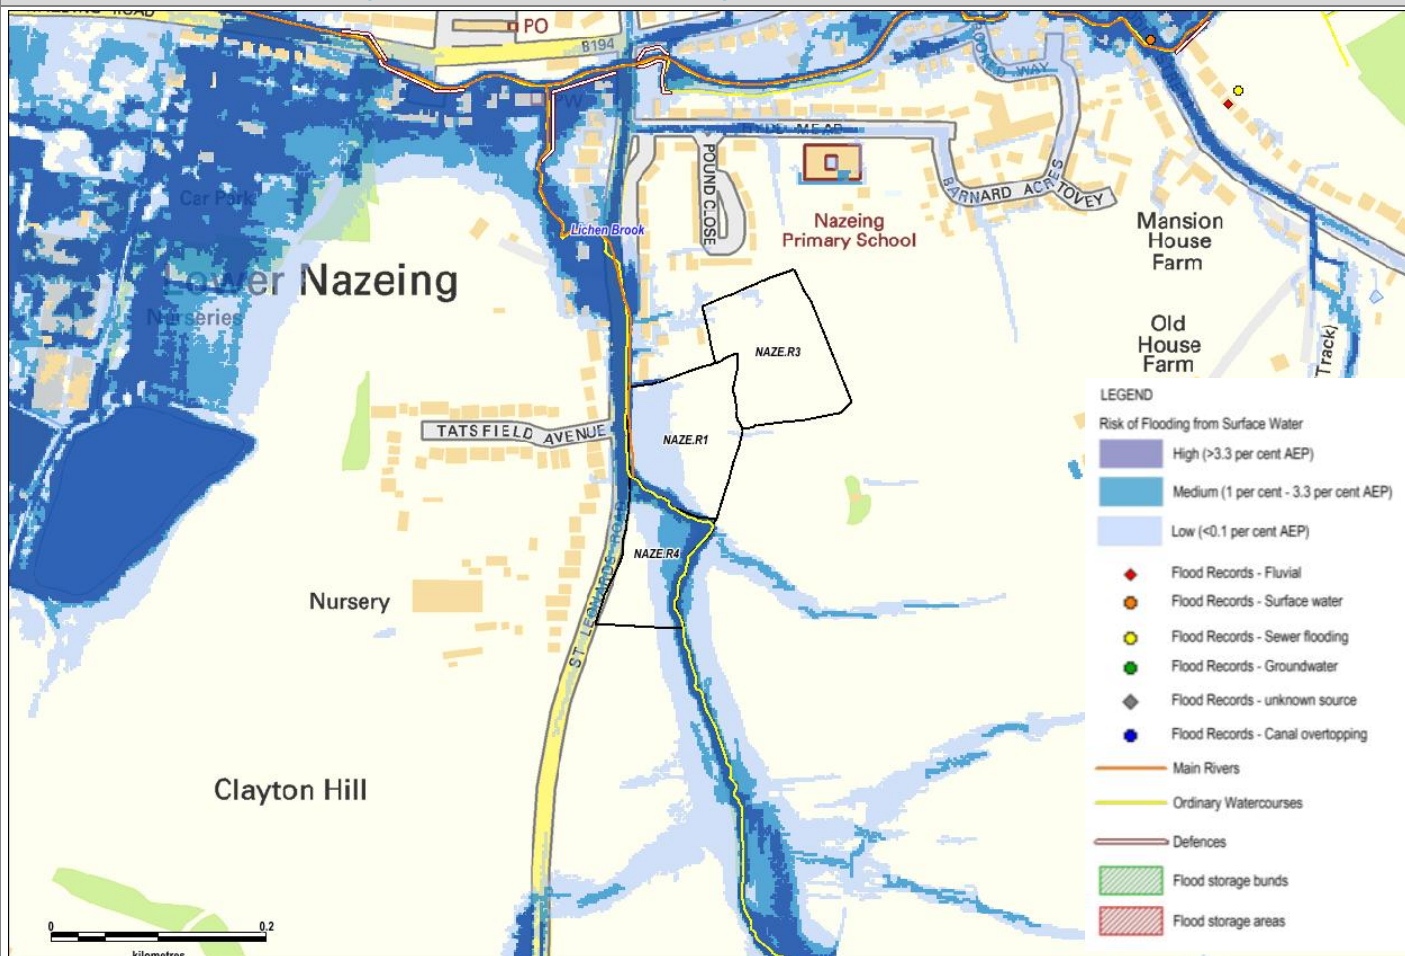 PO
B194
PW
CROOKED WAY
HYDE MEAD
POUND CLOSE
BARNARD ACRES
TOVEY
Nazeing
Primary School
Mansion
House
Farm
Car Park
Lichen Brook
Lower Nazeing
Nurseries
Old
House
Farm
Track)
NAZE.R3
NAZE.R1
NAZE.R4
TATSFIELD AVENUE
ST LEONARDS ROAD
Nursery
Clayton Hill
0 0.2
kilometres
LEGEND
Risk of Flooding from Surface Water
High (>3.3 per cent AEP)
Medium (1 per cent - 3.3 per cent AEP)
Low (<0.1 per cent AEP)
Flood Records - Fluvial
Flood Records - Surface water
Flood Records - Sewer flooding
Flood Records - Groundwater
Flood Records - unknown source
Flood Records - Canal overtopping
Main Rivers
Ordinary Watercourses
Defences
Flood storage bunds
Flood storage areas